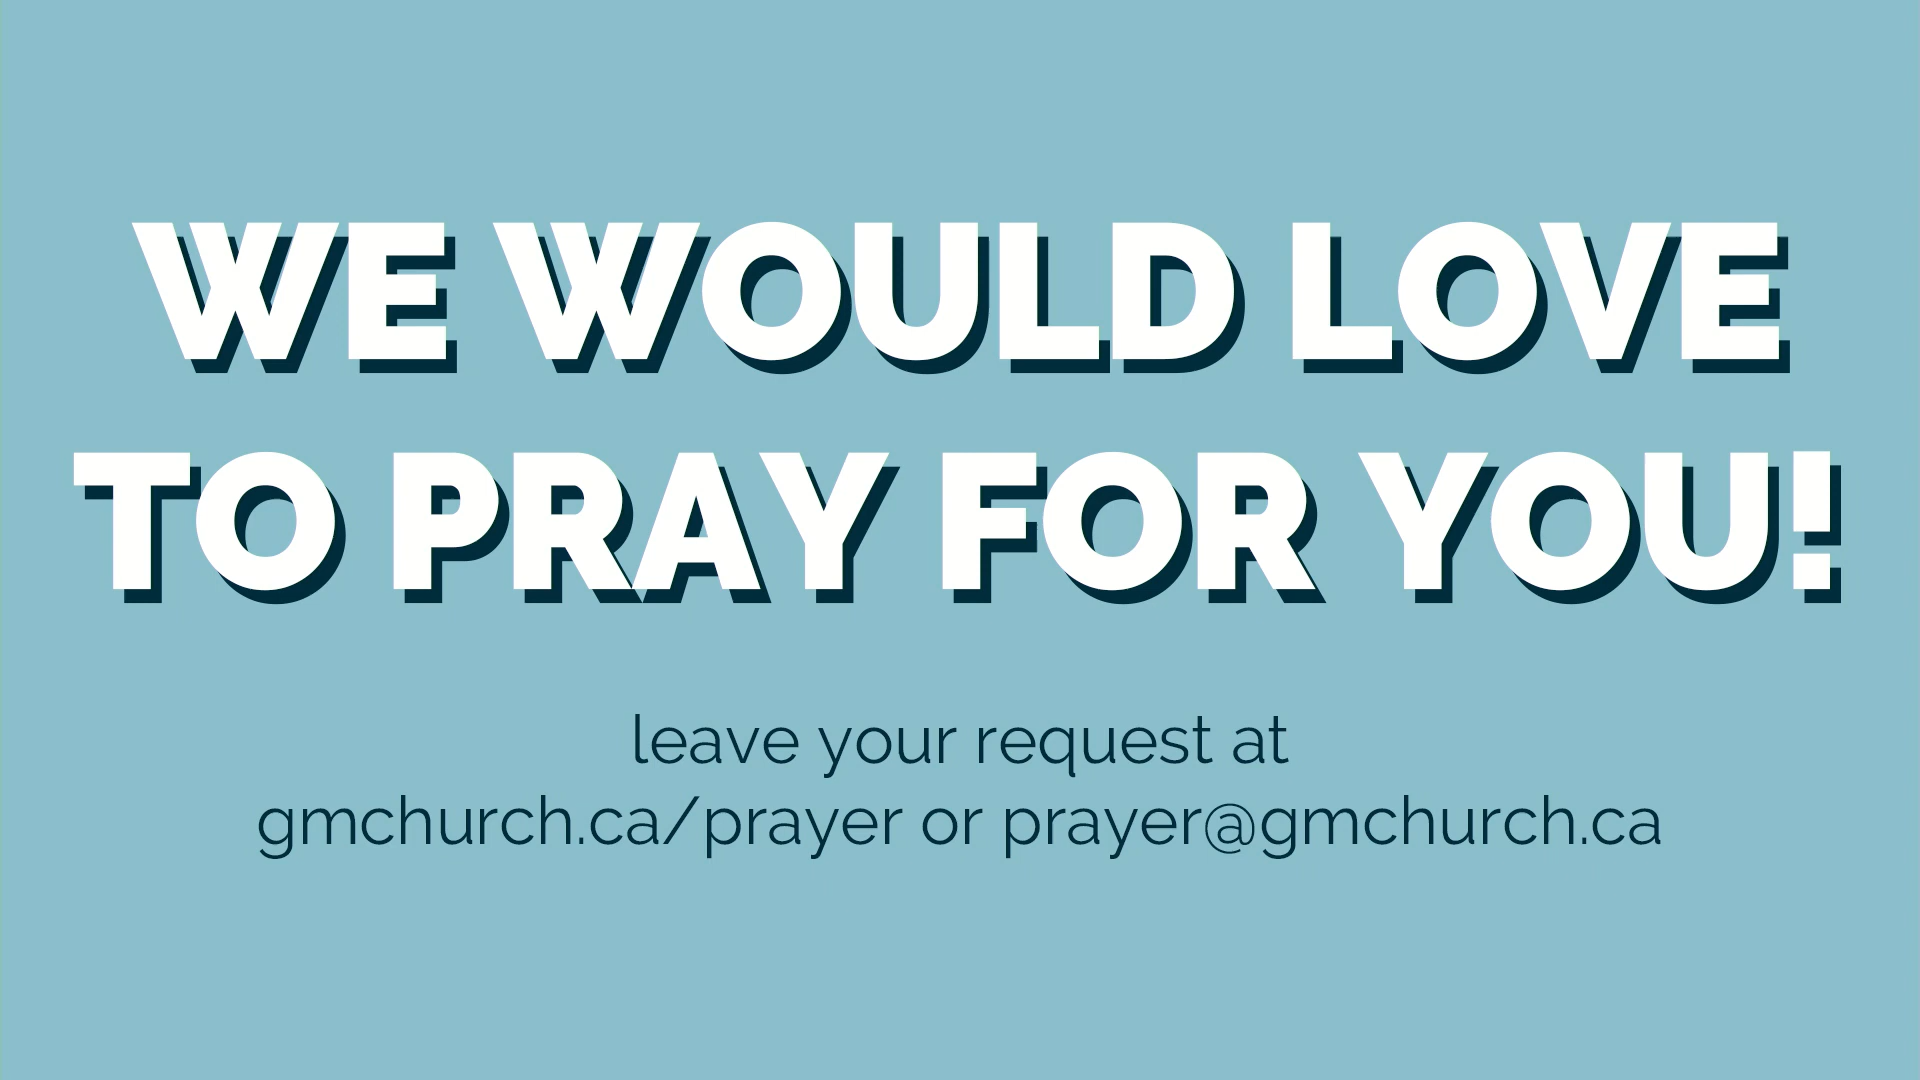 WE WOULD LOVE
TO PRAY FOR YOU!
leave your request at
gmchurch.ca/prayer or prayer@gmchurch.ca